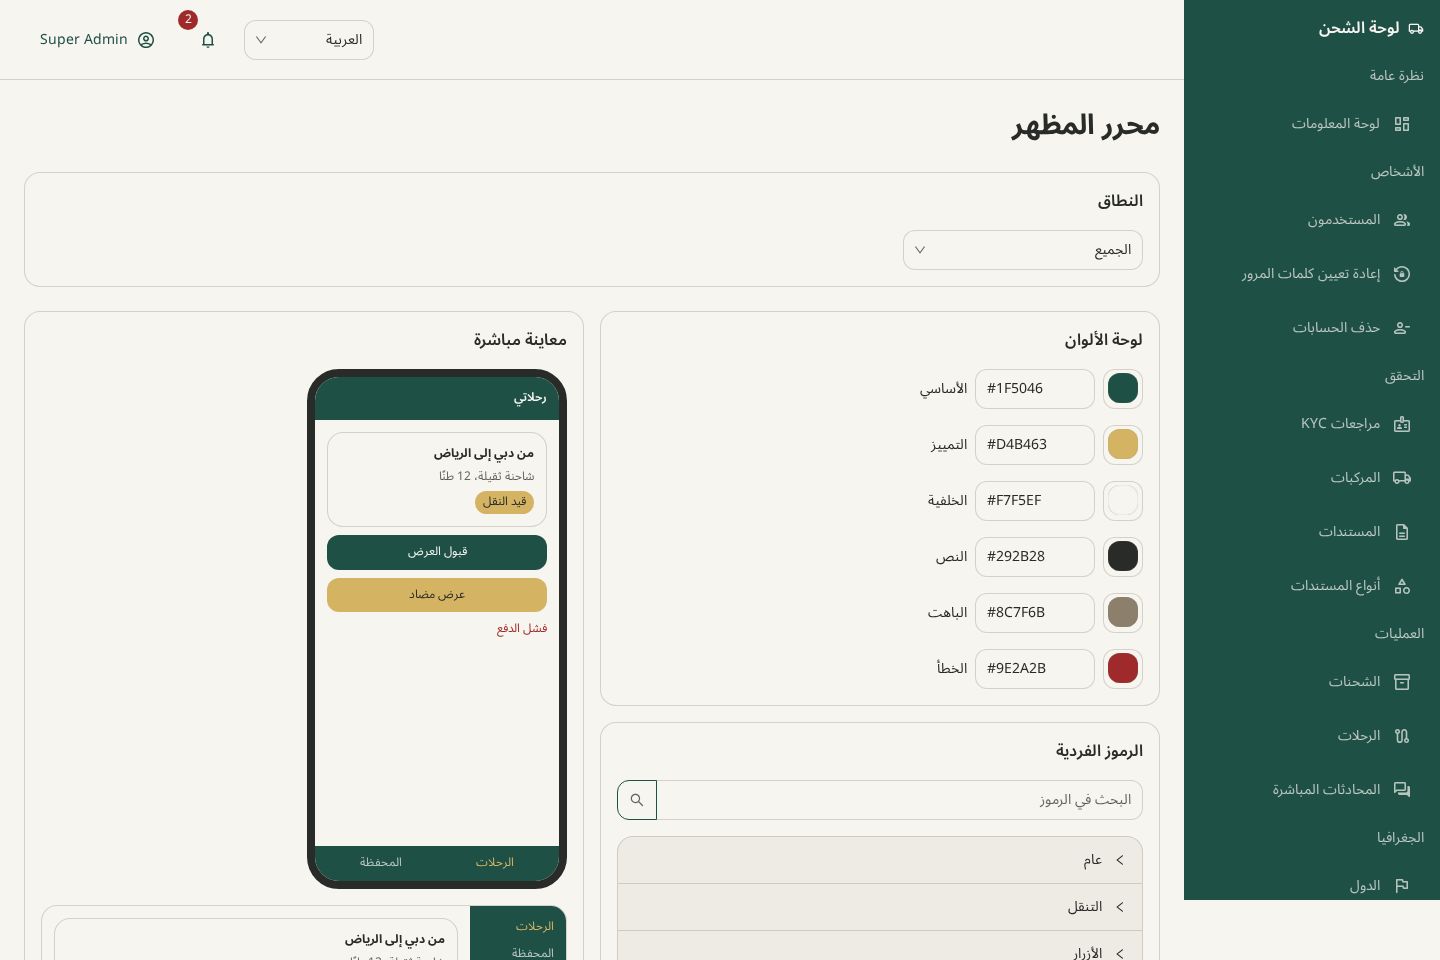 لوحة الشحن
نظرة عامة
لوحة المعلومات
الأشخاص
المستخدمون
إعادة تعيين كلمات المرور
حذف الحسابات
التحقق
مراجعات KYC
المركبات
المستندات
أنواع المستندات
العمليات
الشحنات
الرحلات
المحادثات المباشرة
الجغرافيا
الدول
العربية
2
Super Admin
محرر المظهر
النطاق
الجميع
لوحة الألوان
#1F5046 الأساسي
#D4B463 التمييز
#F7F5EF الخلفية
#292B28 النص
#8C7F6B الباهت
#9E2A2B الخطأ
الرموز الفردية
البحث في الرموز
عام
التنقل
الأزرار
معاينة مباشرة
رحلاتي
من دبي إلى الرياض
شاحنة ثقيلة، 12 طنًا
قيد النقل
قبول العرض
عرض مضاد
فشل الدفع
الرحلات
المحفظة
الرحلات
المحفظة
من دبي إلى الرياض